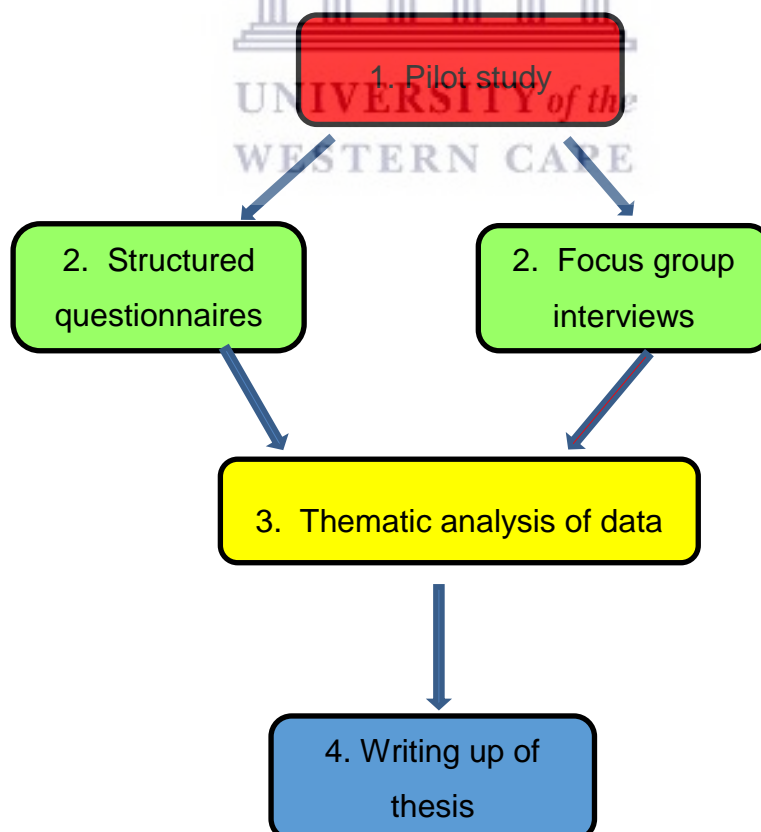 1. Pilot study
UNIVERSITY of the
WESTERN CAPE
2. Structured
questionnaires
2. Focus group
interviews
3. Thematic analysis of data
4. Writing up of
thesis